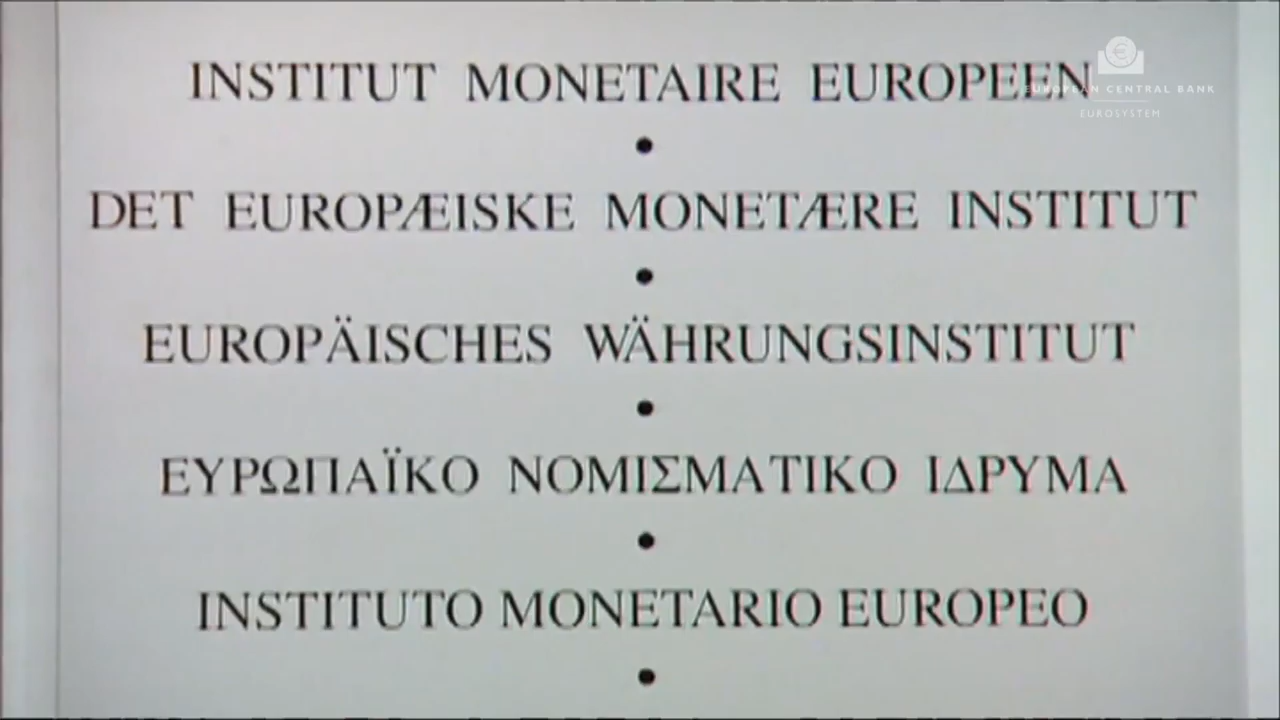 INSTITUT MONETAIRE EUROPEEN
EUROPEAN CENTRAL BANK
EUROSYSTEM
•
DET EUROPÆISKE MONETÆRE INSTITUT
•
EUROPÄISCHES WÄHRUNGSINSTITUT
•
ΕΥΡΩΠΑΪΚΟ ΝΟΜΙΣΜΑΤΙΚΟ ΙΔΡΥΜΑ
•
INSTITUTO MONETARIO EUROPEO
•